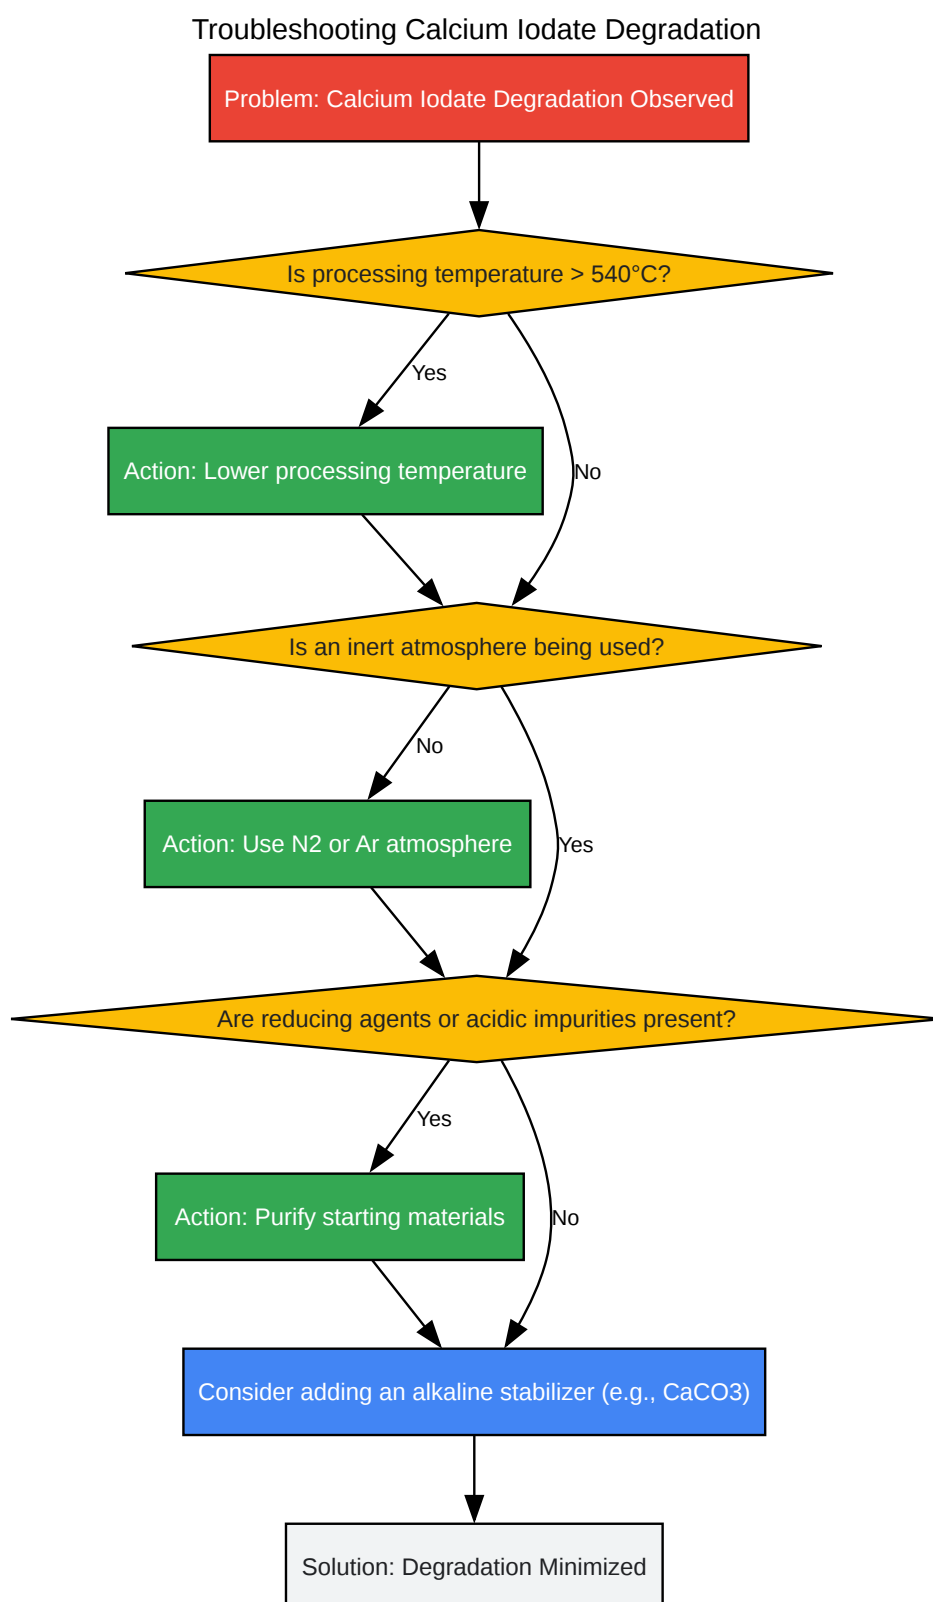 Troubleshooting Calcium Iodate Degradation
Problem: Calcium Iodate Degradation Observed
Is processing temperature > 540°C?
Yes
Action: Lower processing temperature
No
Is an inert atmosphere being used?
No
Action: Use N2 or Ar atmosphere
Yes
Are reducing agents or acidic impurities present?
Yes
Action: Purify starting materials
No
Consider adding an alkaline stabilizer (e.g., CaCO3)
Solution: Degradation Minimized